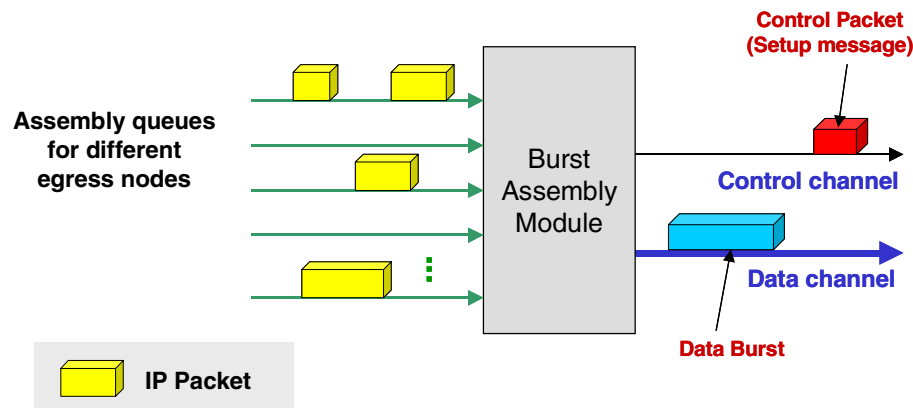 Control Packet
(Setup message)
Assembly queues
for different
egress nodes
Burst
Assembly
Module
Control channel
Data channel
Data Burst
IP Packet